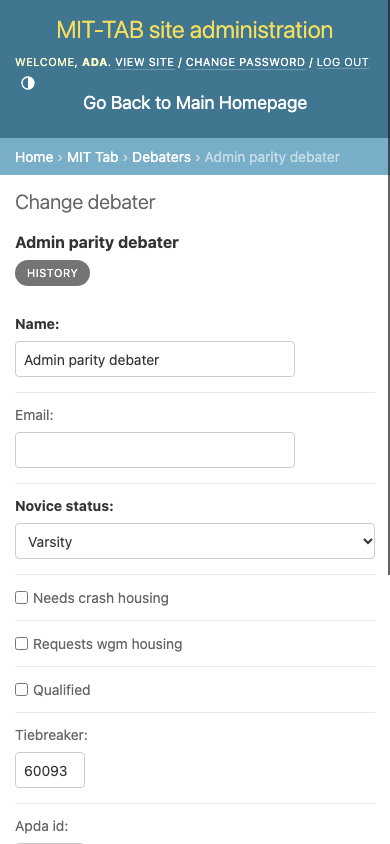 MIT-TAB site administration
WELCOME, ADA. VIEW SITE / CHANGE PASSWORD / LOG OUT
Go Back to Main Homepage
Home › MIT Tab › Debaters › Admin parity debater
Change debater
Admin parity debater
HISTORY
Name:
Admin parity debater
Email:
Novice status:
Varsity
Needs crash housing
Requests wgm housing
Qualified
Tiebreaker:
60093
Apda id: